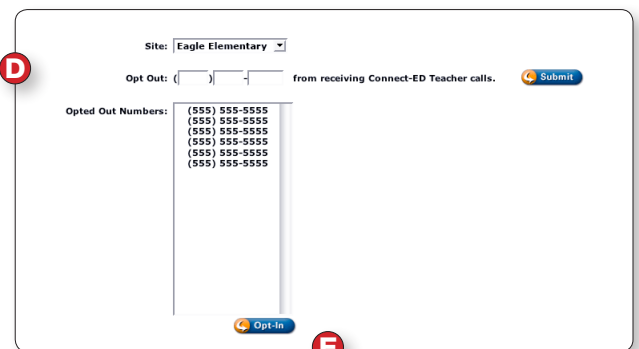 Site: Eagle Elementary
D
Opt Out: ( ) - from receiving Connect-ED Teacher calls. Submit
Opted Out Numbers: (555) 555-5555
(555) 555-5555
(555) 555-5555
(555) 555-5555
(555) 555-5555
(555) 555-5555
Opt-In